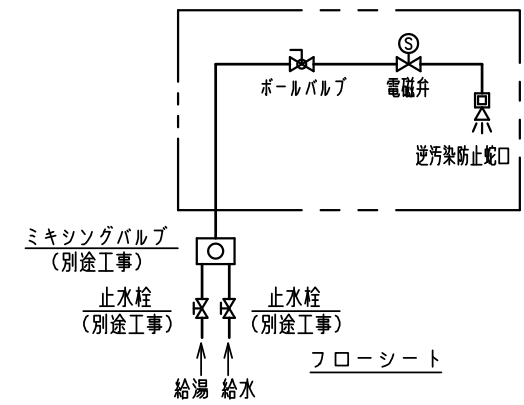 S
ボールバルブ
電磁弁
逆汚染防止蛇口
ミキシングバルブ
(別途工事)
止水栓
(別途工事)
止水栓
(別途工事)
フローシート
給湯
給水